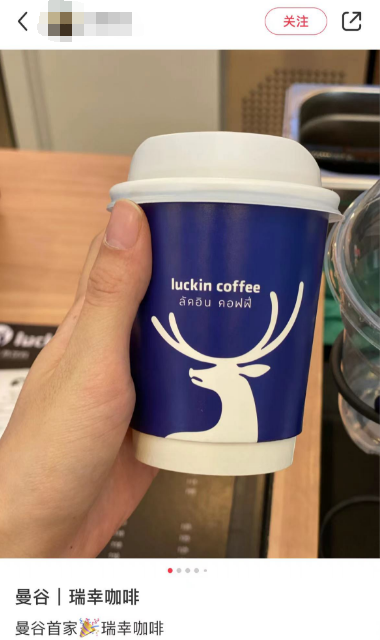 关注
luckin coffee
ลัคอิน คอฟฟี่
luck
曼谷｜瑞幸咖啡
曼谷首家🎉瑞幸咖啡